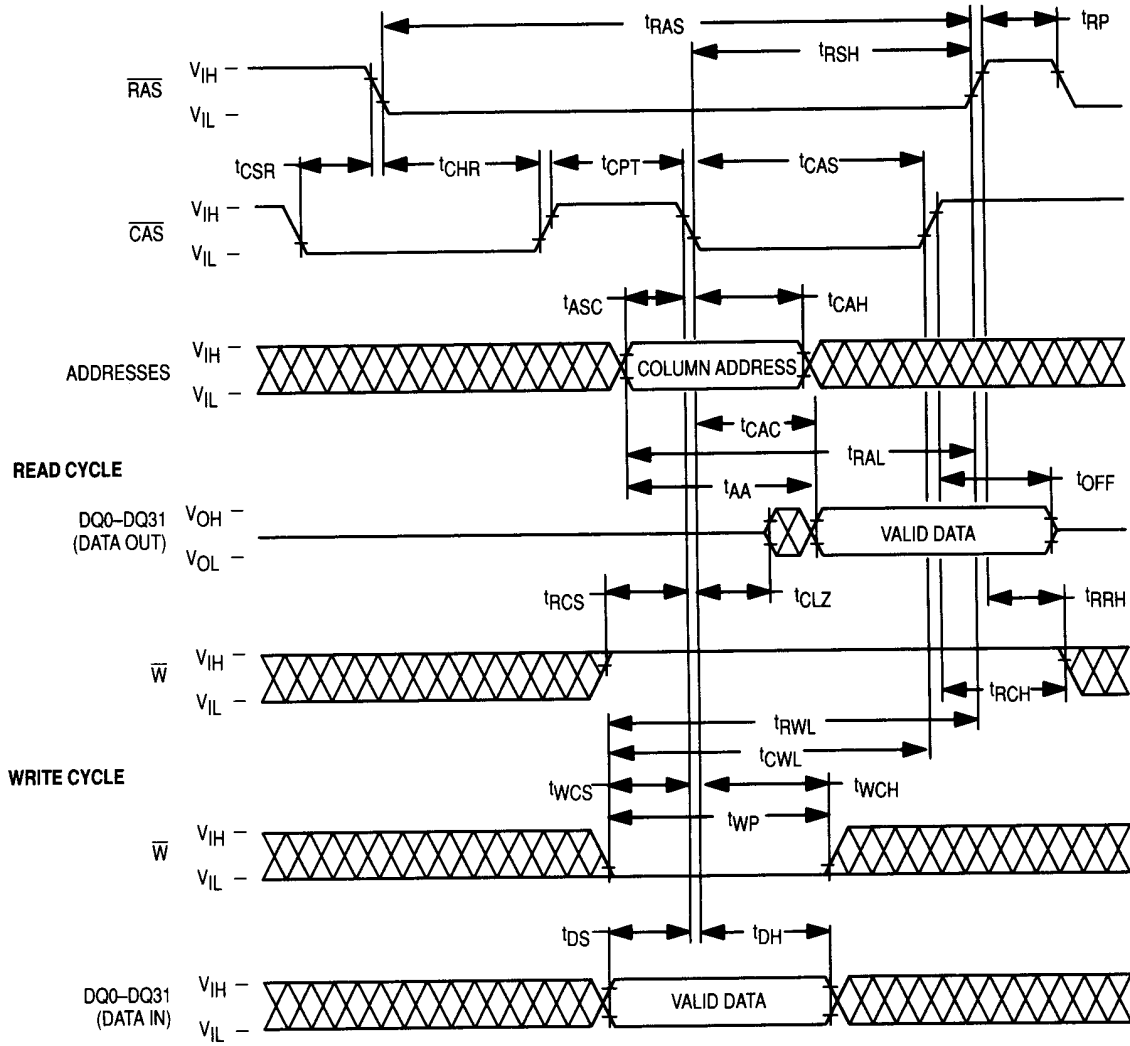 tRAS
tRP
tRSH
RAS
VIH
VIL
tCSR
tCHR
tCPT
tCAS
CAS
VIH
VIL
tASC
tCAH
ADDRESSES
VIH
VIL
COLUMN ADDRESS
tCAC
tRAL
READ CYCLE
tAA
tOFF
DQ0–DQ31
(DATA OUT)
VOH
VOL
VALID DATA
tRCS
tCLZ
tRRH
W
VIH
VIL
tRCH
tRWL
tCWL
WRITE CYCLE
tWCS
tWCH
tWP
W
VIH
VIL
tDS
tDH
DQ0–DQ31
(DATA IN)
VIH
VIL
VALID DATA